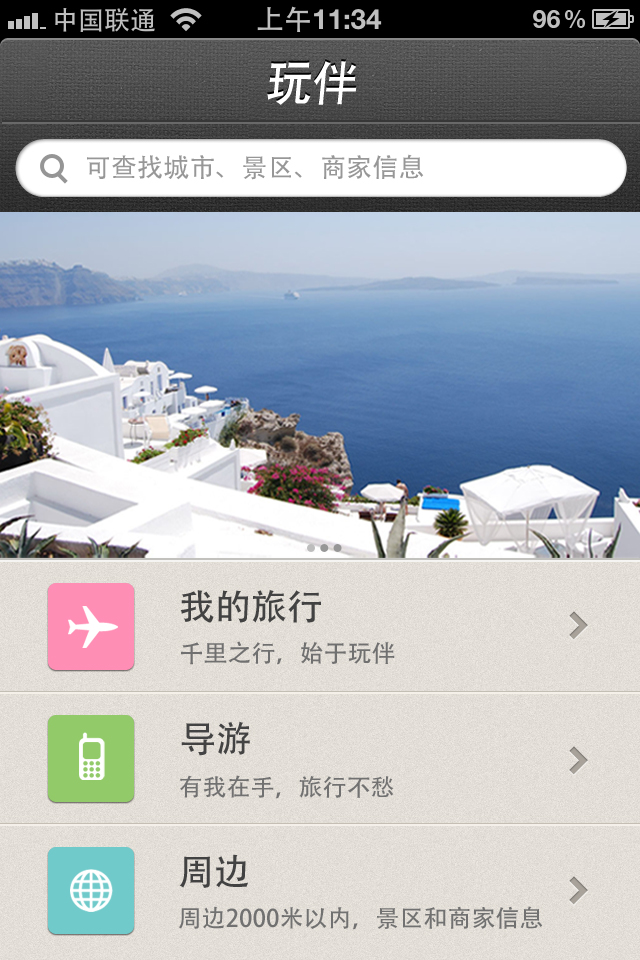 中国联通 上午11:34 96%
玩伴
可查找城市、景区、商家信息
我的旅行
千里之行，始于玩伴
导游
有我在手，旅行不愁
周边
周边2000米以内，景区和商家信息